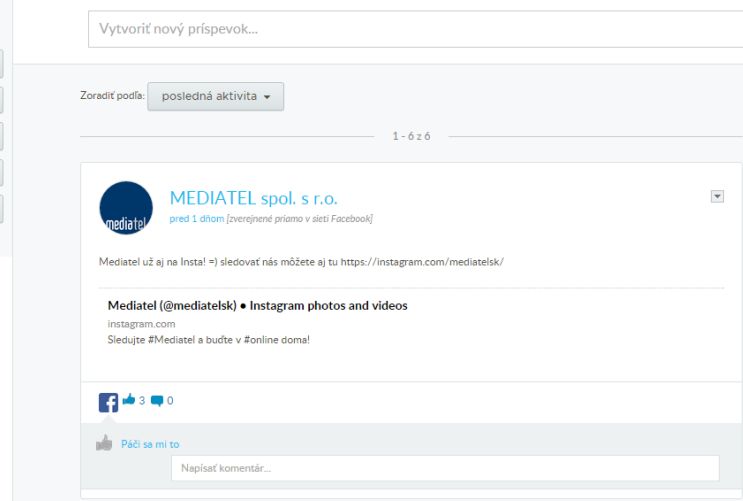 Vytvoriť nový príspevok...
Zoradiť podľa: posledná aktivita
1 - 6 z 6
mediatel
MEDIATEL spol. s r.o.
pred 1 dňom [zverejnené priamo v sieti Facebook]
Mediatel už aj na Insta! =) sledovať nás môžete aj tu https://instagram.com/mediatelsk/
Mediatel (@mediatelsk) • Instagram photos and videos
instagram.com
Sledujte #Mediatel a buďte v #online doma!
3 0
Páči sa mi to
Napísať komentár...